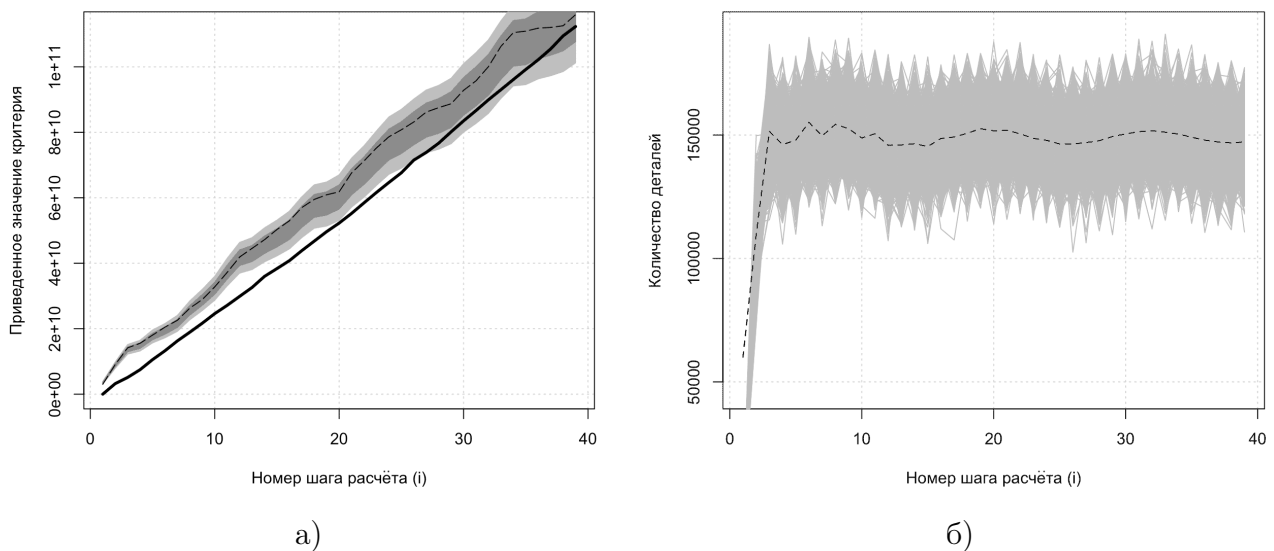 Приведенное значение критерия
0e+00
2e+10
4e+10
6e+10
8e+10
1e+11
0 10 20 30 40
Номер шага расчёта (i)
а)
Количество деталей
50000
100000
150000
0 10 20 30 40
Номер шага расчёта (i)
б)